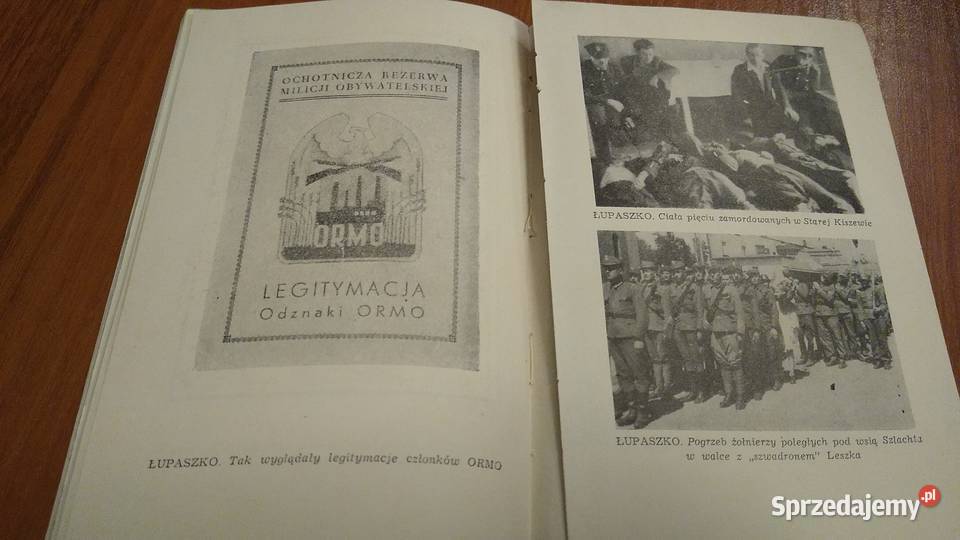 OCHOTNICZA REZERWA
MILICJI OBYWATELSKIEJ
ORMO
LEGITYMACJA
Odznaki ORMO
ŁUPASZKO. Tak wyglądały legitymacje członków ORMO
ŁUPASZKO. Ciała pięciu zamordowanych w Starej Kiszewie
ŁUPASZKO. Pogrzeb żołnierzy poległych pod wsią Szlachta
w walce z „szwadronem" Leszka
Sprzedajemy.pl